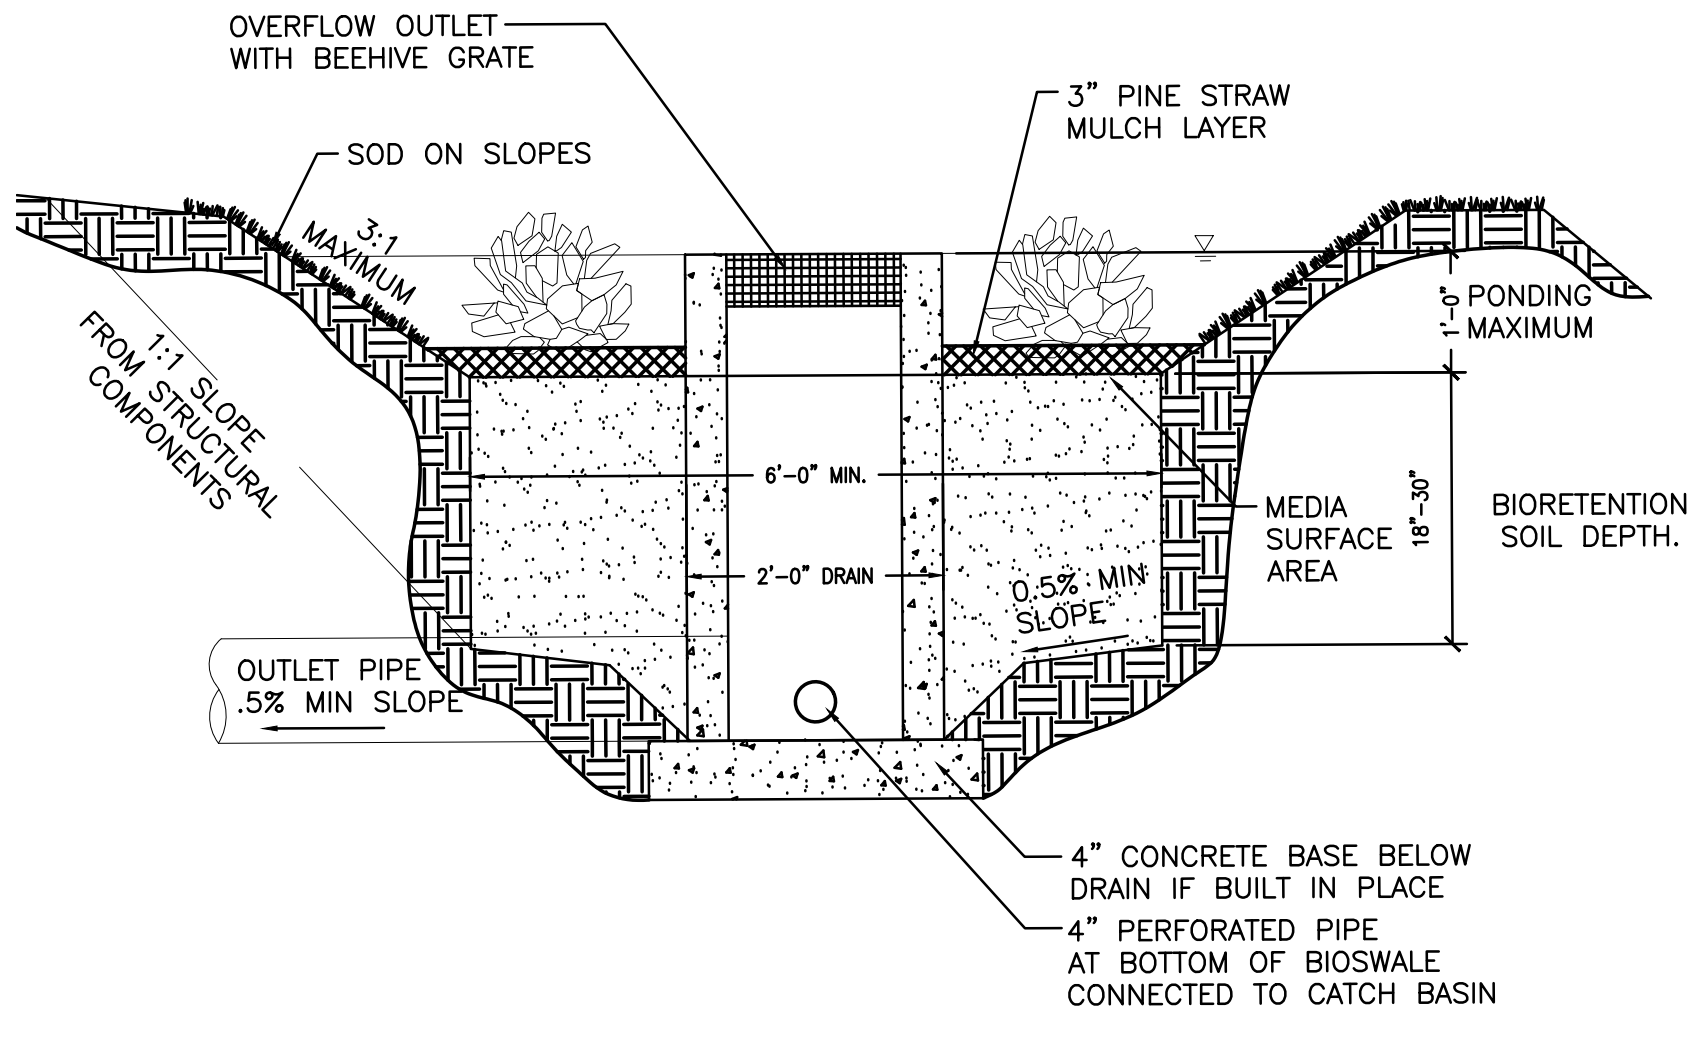 OVERFLOW OUTLET
WITH BEEHIVE GRATE
3" PINE STRAW
MULCH LAYER
SOD ON SLOPES
3:1
MAXIMUM
1:1 SLOPE
FROM STRUCTURAL
COMPONENTS
1'-0"
PONDING
MAXIMUM
6'-0" MIN.
MEDIA
SURFACE
AREA
18"-30"
BIORETENTION
SOIL DEPTH.
2'-0" DRAIN
0.5% MIN
SLOPE
OUTLET PIPE
.5% MIN SLOPE
4" CONCRETE BASE BELOW
DRAIN IF BUILT IN PLACE
4" PERFORATED PIPE
AT BOTTOM OF BIOSWALE
CONNECTED TO CATCH BASIN